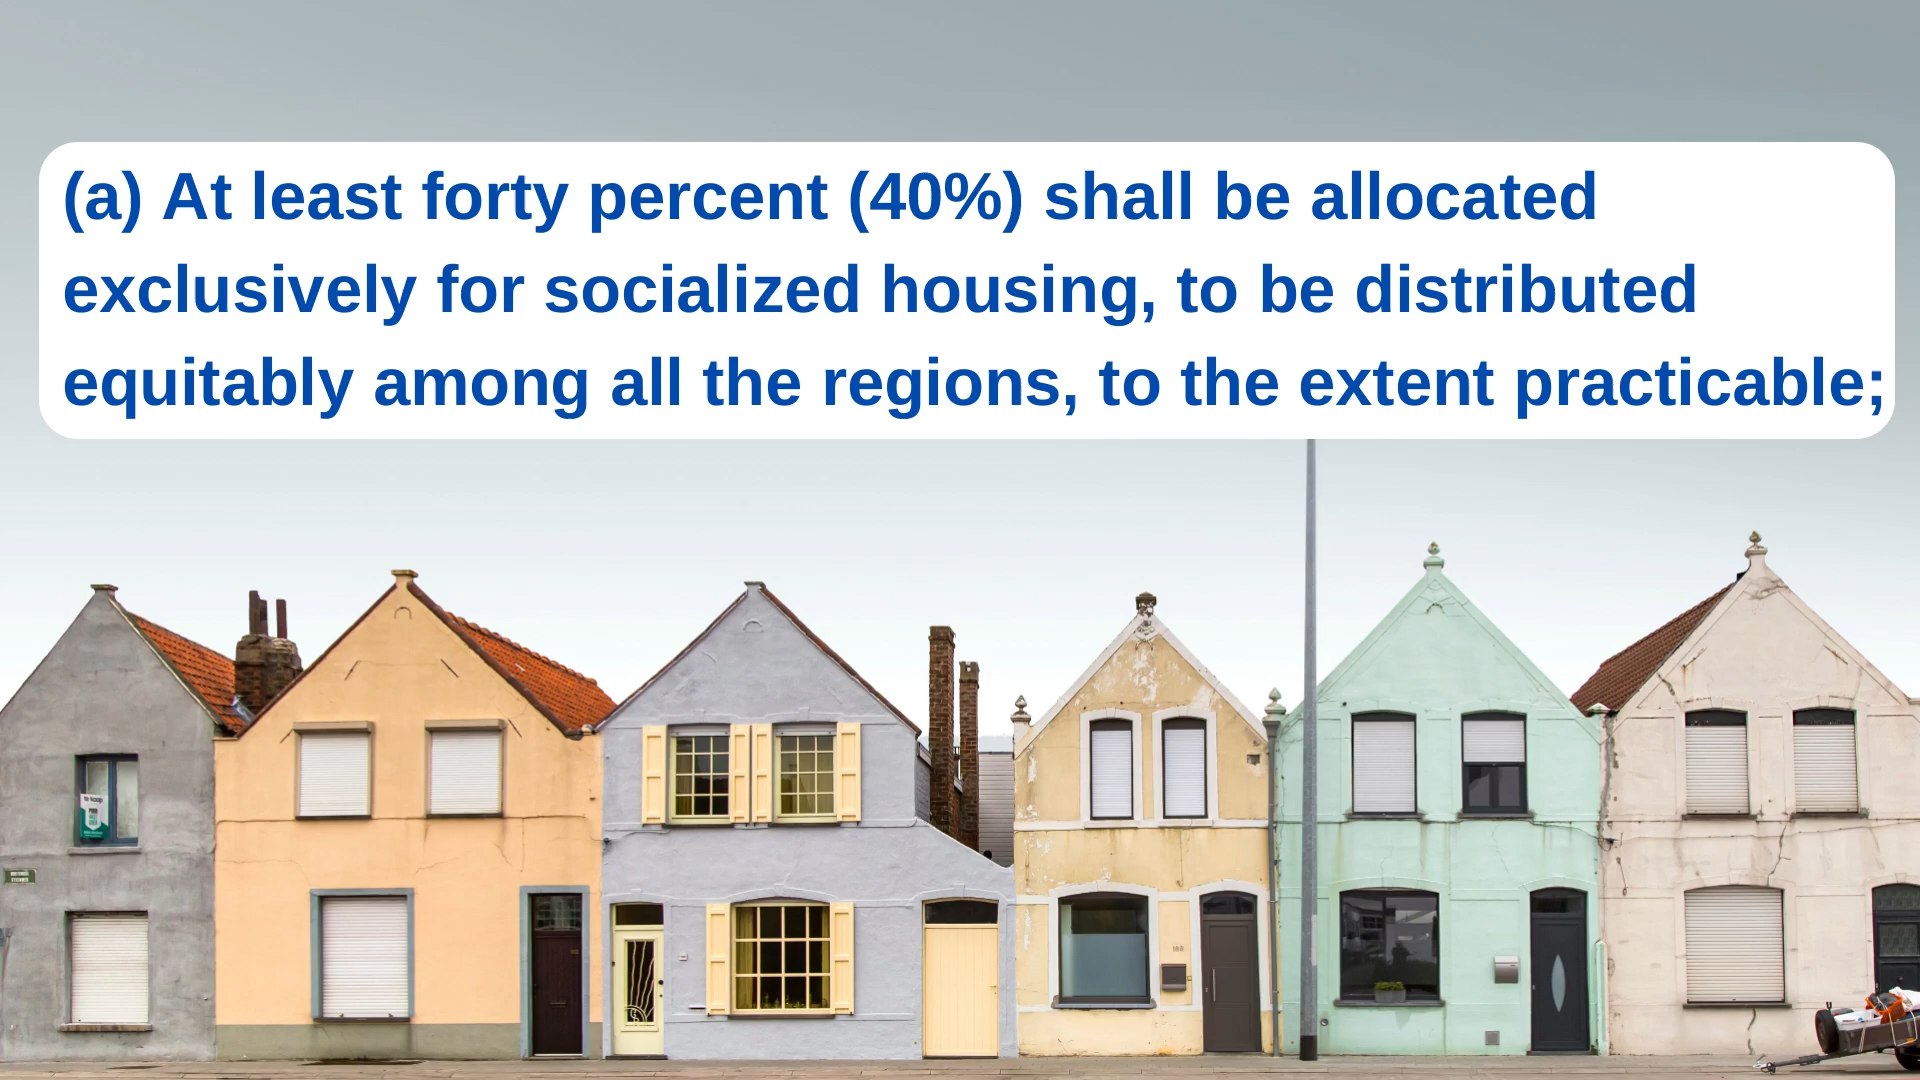 (a) At least forty percent (40%) shall be allocated
exclusively for socialized housing, to be distributed
equitably among all the regions, to the extent practicable;
188